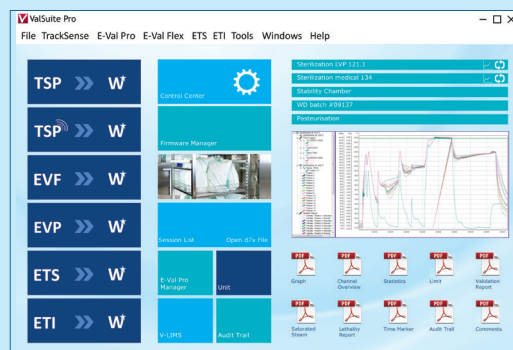 ValSuite Pro
File TrackSense E-Val Pro E-Val Flex ETS ETI Tools Windows Help
TSP
TSP
EVF
EVP
ETS
ETI
Control Center
Firmware Manager
Session List Open d7x File
E-Val Pro Manager
Unit
V-LIMS
Audit Trail
Sterilization LVP 121.1
Sterilization medical 134
Stability Chamber
WD batch #09137
Pasteurisation
PDF PDF PDF PDF PDF
Graph
Channel Overview
Statistics
Limit
Validation Report
PDF PDF PDF PDF PDF
Saturated Steam
Lethality Report
Time Marker
Audit Trail
Comments